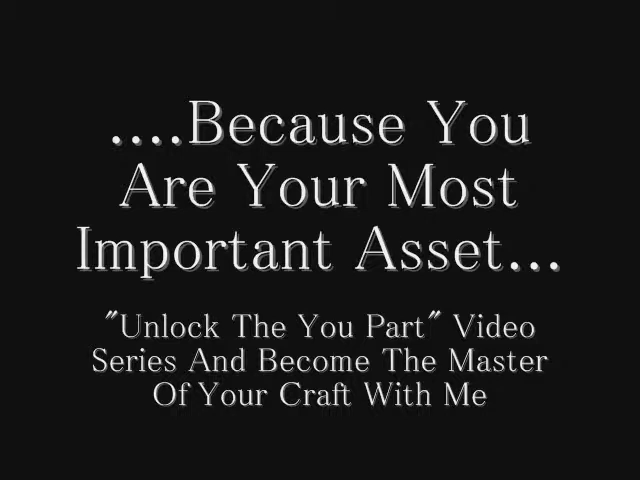 ....Because You
Are Your Most
Important Asset...
"Unlock The You Part" Video
Series And Become The Master
Of Your Craft With Me